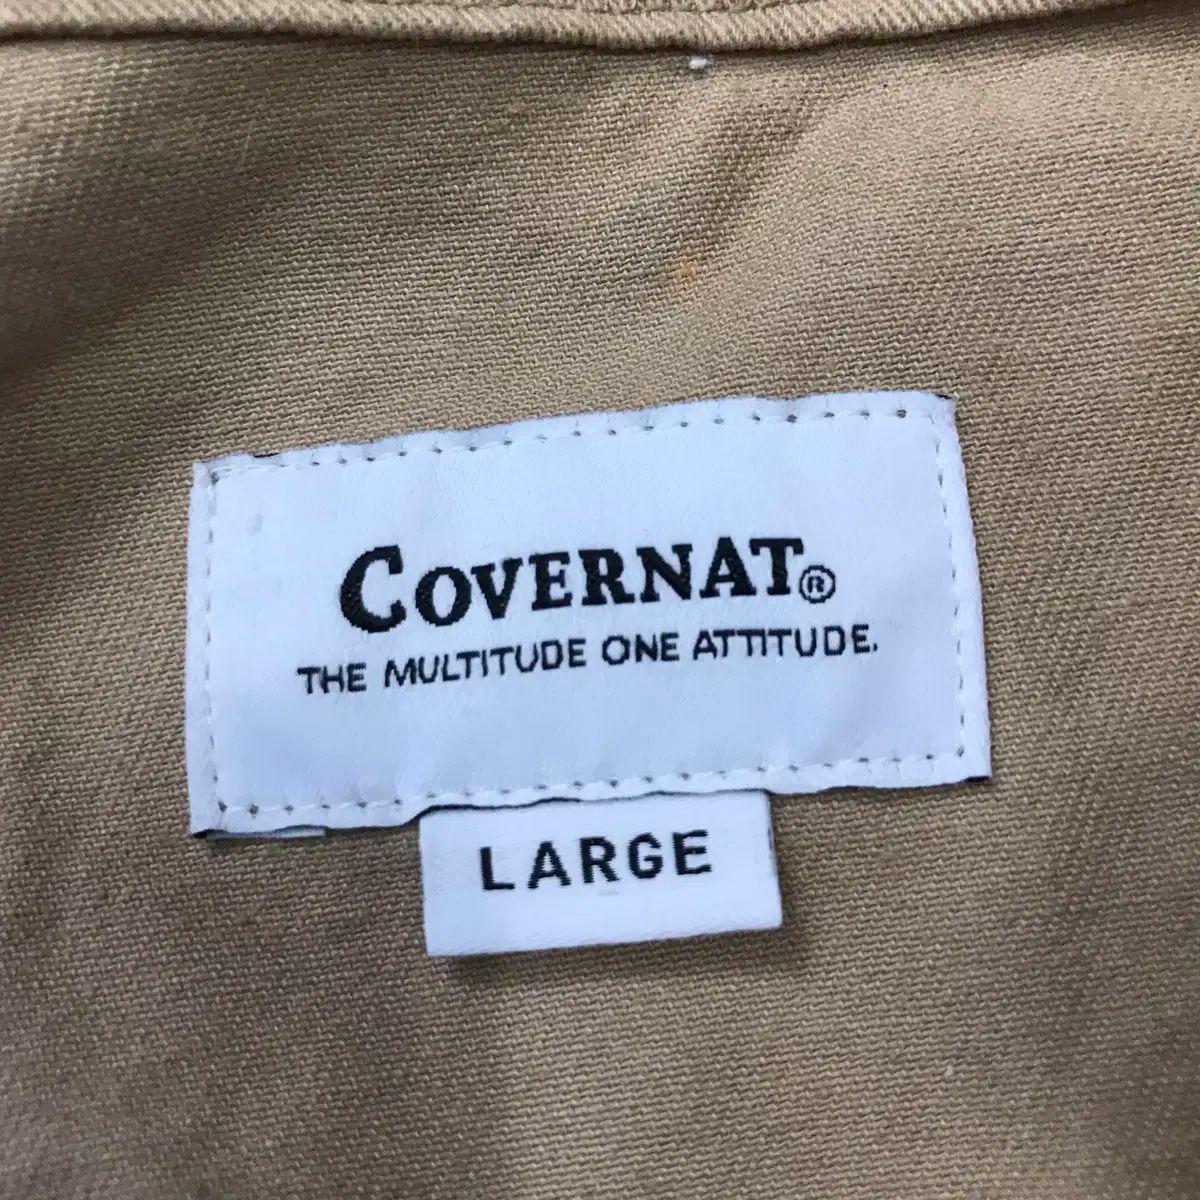 COVERNAT®
THE MULTITUDE ONE ATTITUDE.
LARGE